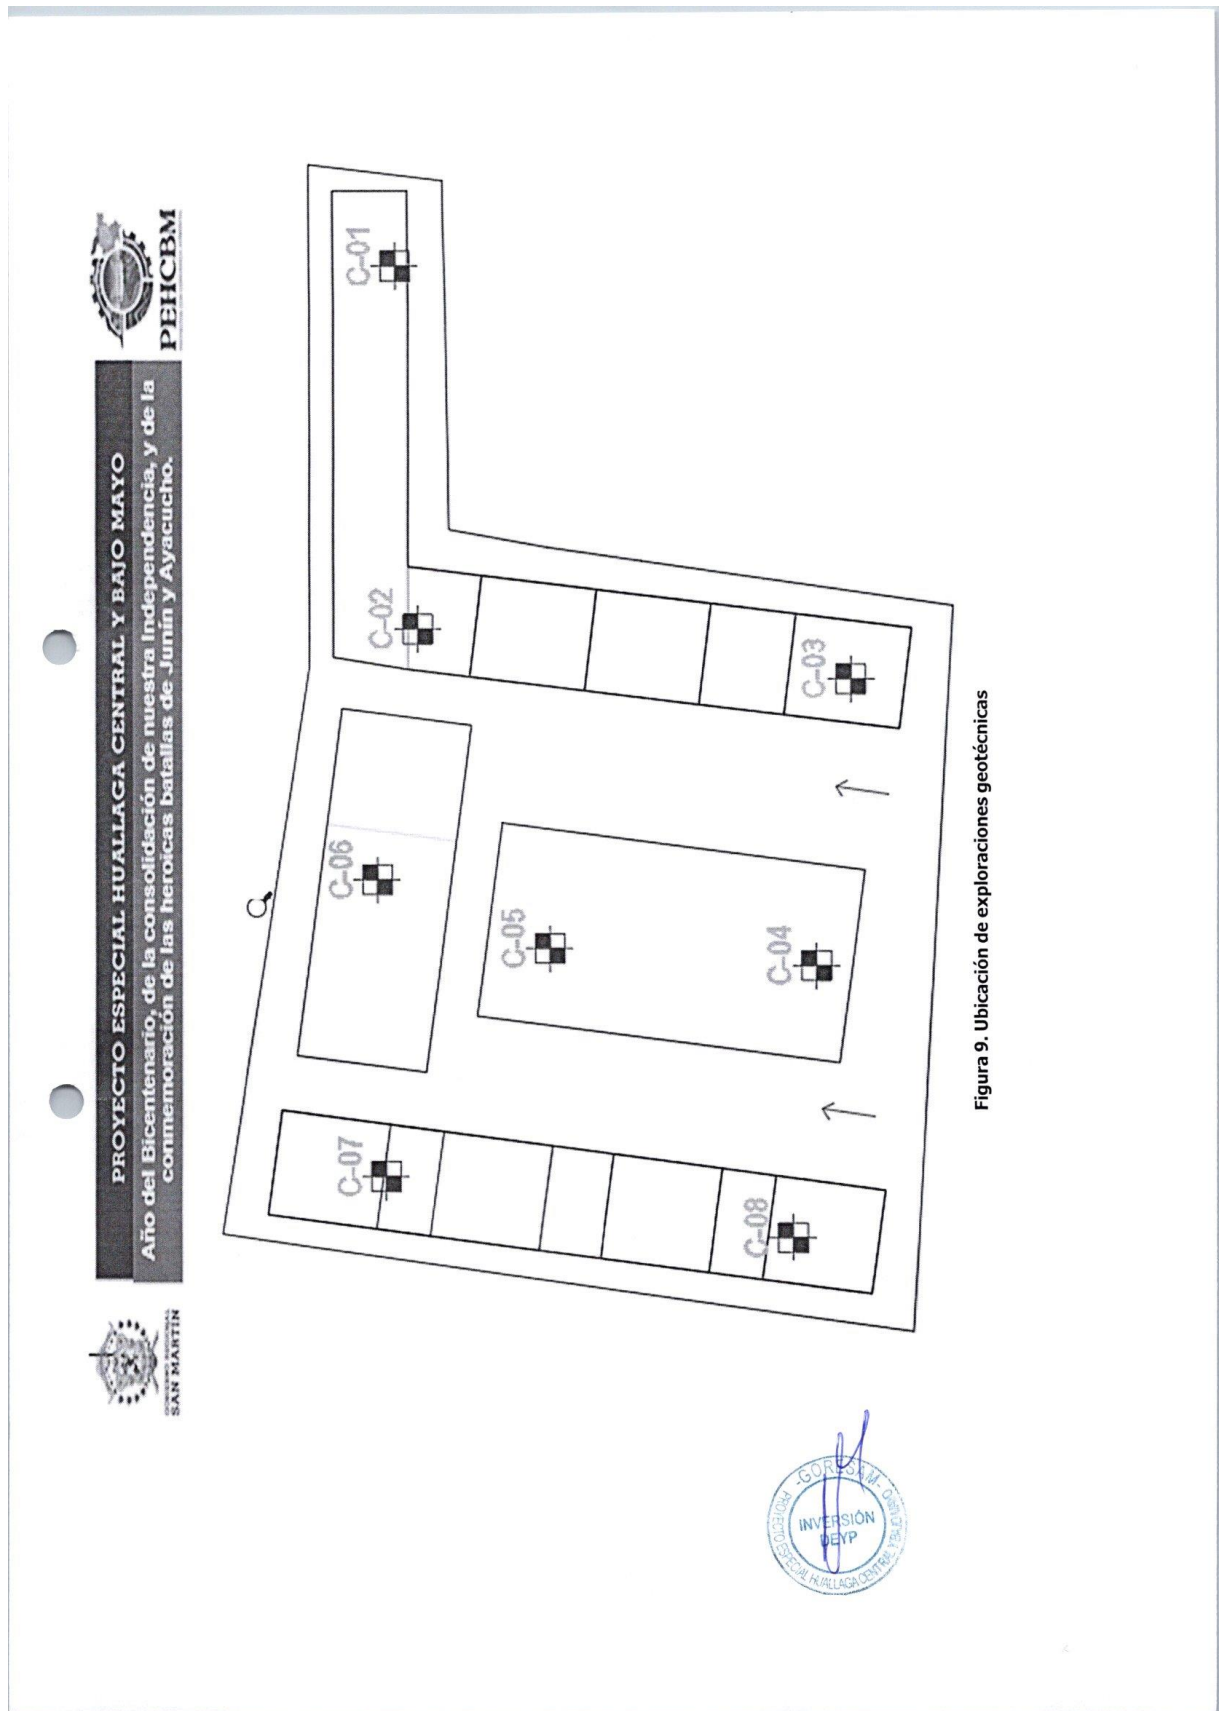 PROYECTO ESPECIAL HUALLAGA CENTRAL Y BAJO MAYO
Año del Bicentenario, de la consolidación de nuestra Independencia, y de la
conmemoración de las heroicas batallas de Junín y Ayacucho.
SAN MARTIN
PEHCBM
C-01
C-02
C-03
C-06
C-05
C-04
C-07
C-08
Figura 9. Ubicación de exploraciones geotécnicas
-GORESAM-
PROYECTO ESPECIAL HUALLAGA CENTRAL Y BAJO MAYO
INVERSIÓN
DEYP